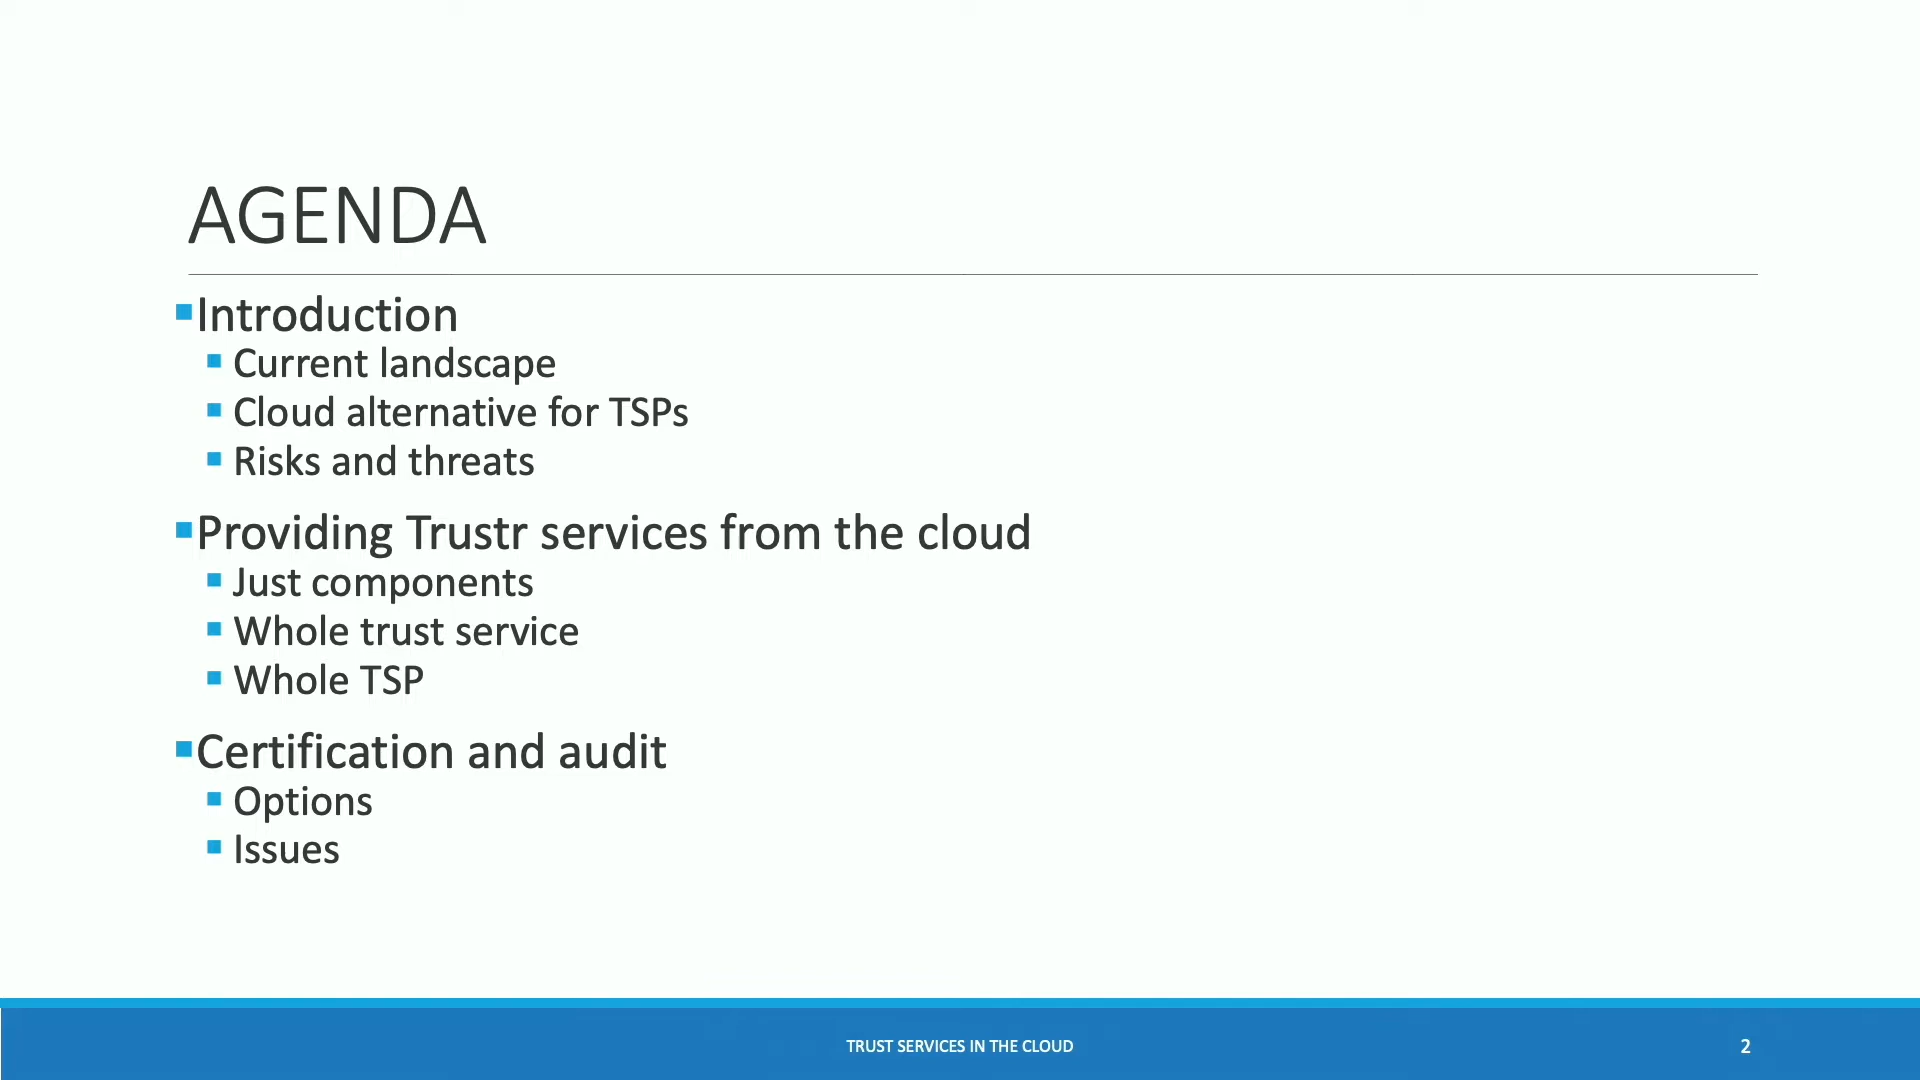 AGENDA
Introduction
Current landscape
Cloud alternative for TSPs
Risks and threats
Providing Trustr services from the cloud
Just components
Whole trust service
Whole TSP
Certification and audit
Options
Issues
TRUST SERVICES IN THE CLOUD
2